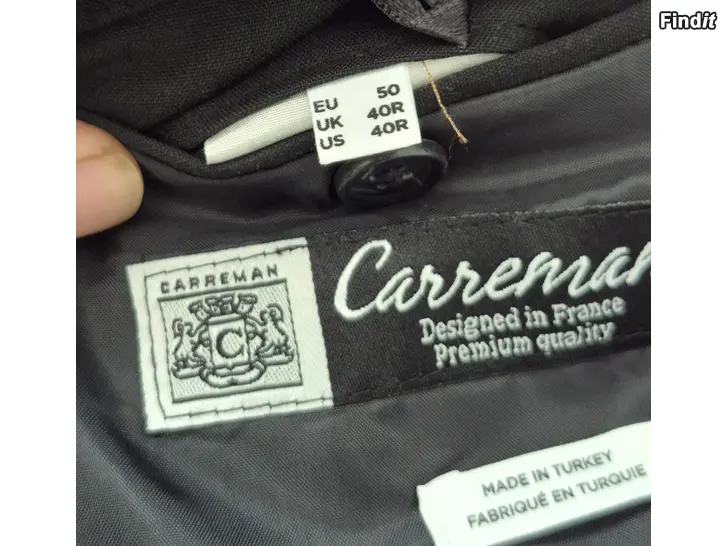 Findit
EU 50
UK 40R
US 40R
CARREMAN
C
Carreman
Designed in France
Premium quality
MADE IN TURKEY
FABRIQUÉ EN TURQUIE